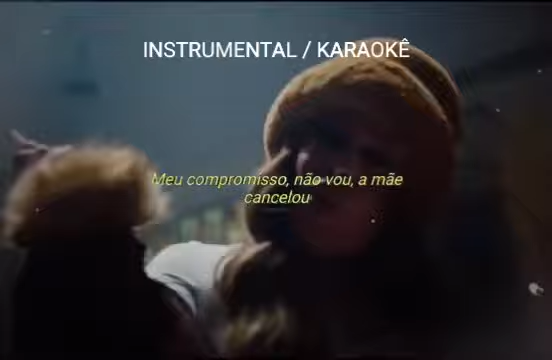 INSTRUMENTAL / KARAOKÊ
Meu compromisso, não vou, a mãe
cancelou